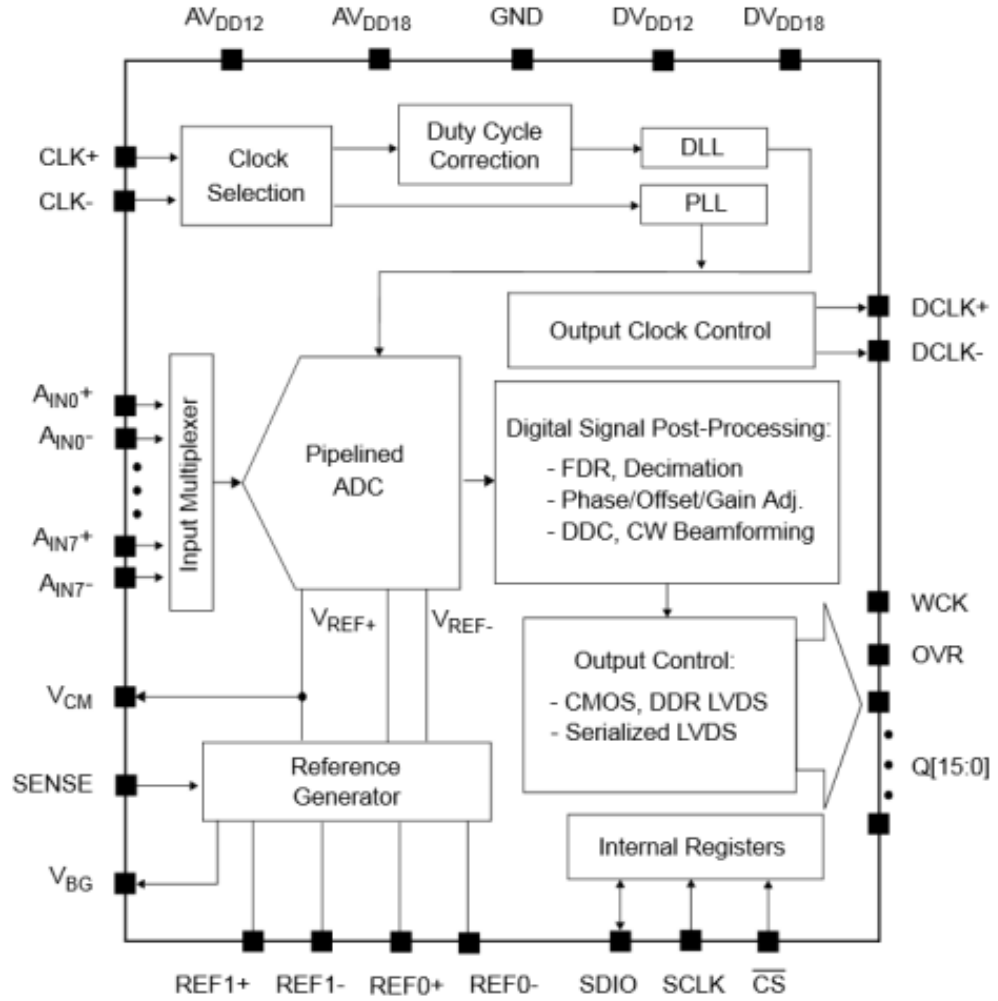 AVDD12 AVDD18 GND DVDD12 DVDD18
CLK+
CLK-
Clock
Selection
Duty Cycle
Correction
DLL
PLL
Output Clock Control
DCLK+
DCLK-
AIN0+
AIN0-
AIN7+
AIN7-
Input Multiplexer
Pipelined
ADC
Digital Signal Post-Processing:
- FDR, Decimation
- Phase/Offset/Gain Adj.
- DDC, CW Beamforming
VREF+ VREF-
Output Control:
- CMOS, DDR LVDS
- Serialized LVDS
WCK
OVR
Q[15:0]
VCM
SENSE
VBG
Reference
Generator
Internal Registers
REF1+ REF1- REF0+ REF0- SDIO SCLK C̅S̅